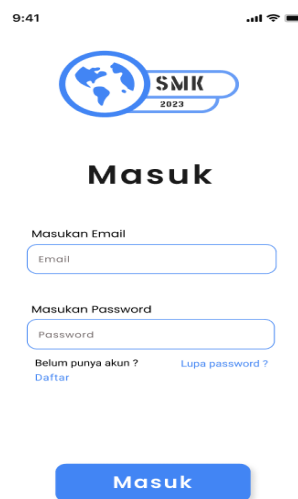 9:41
SMK
2023
Masuk
Masukan Email
Email
Masukan Password
Password
Belum punya akun ? Lupa password ?
Daftar
Masuk